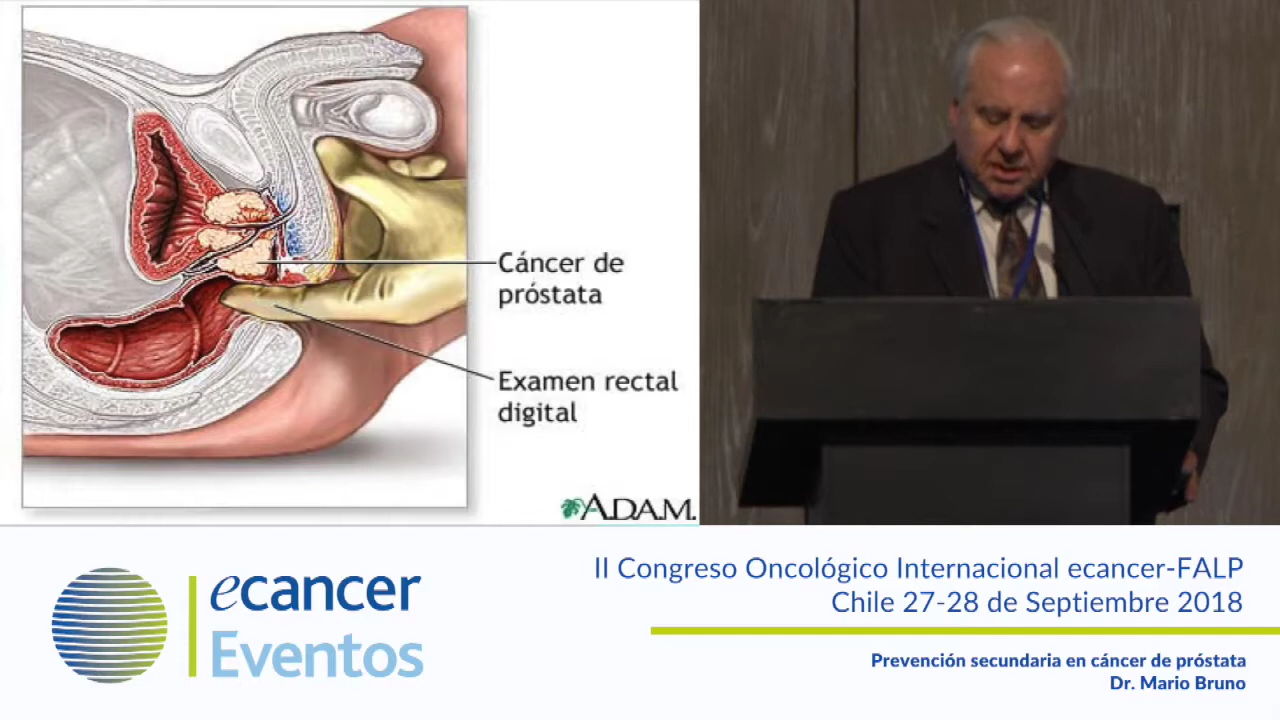 Cáncer de
próstata
Examen rectal
digital
A.D.A.M.
ecancer
Eventos
II Congreso Oncológico Internacional ecancer-FALP
Chile 27-28 de Septiembre 2018
Prevención secundaria en cáncer de próstata
Dr. Mario Bruno